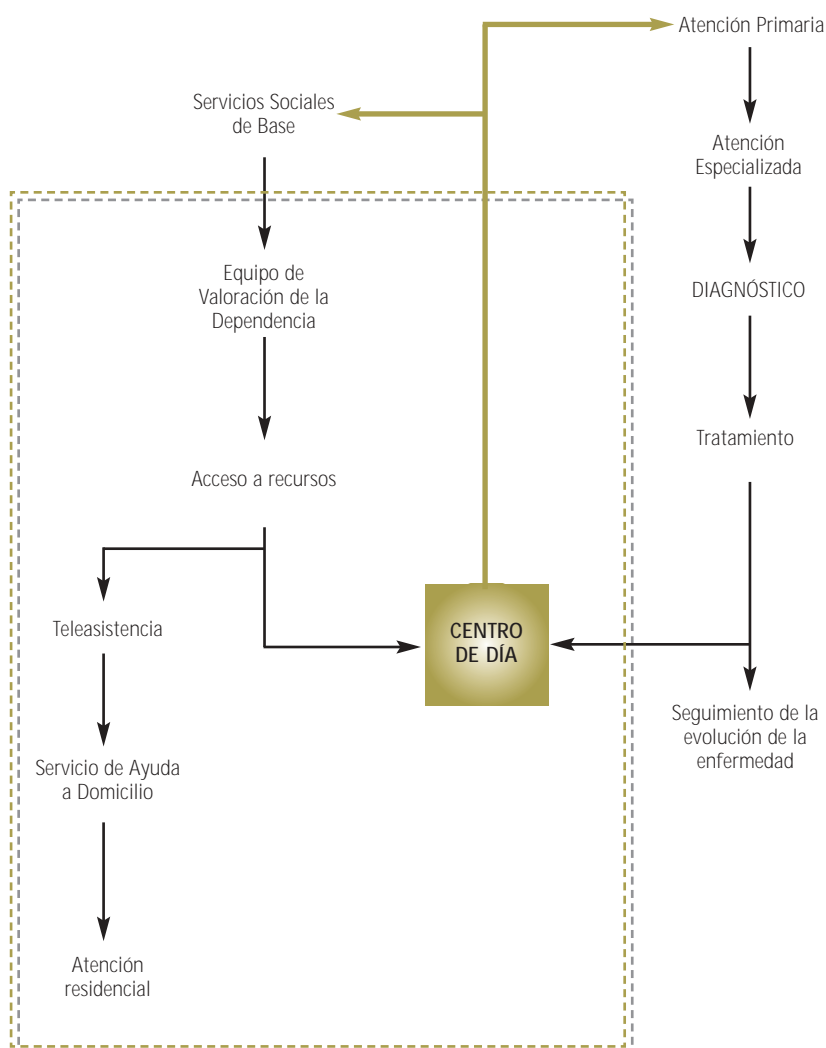 Atención Primaria
Servicios Sociales
de Base
Atención
Especializada
Equipo de
Valoración de la
Dependencia
DIAGNÓSTICO
Tratamiento
Acceso a recursos
Teleasistencia
CENTRO
DE DÍA
Seguimiento de la
evolución de la
enfermedad
Servicio de Ayuda
a Domicilio
Atención
residencial